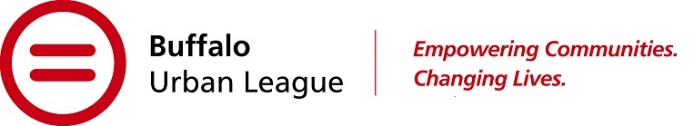 Buffalo
Urban League
Empowering Communities.
Changing Lives.